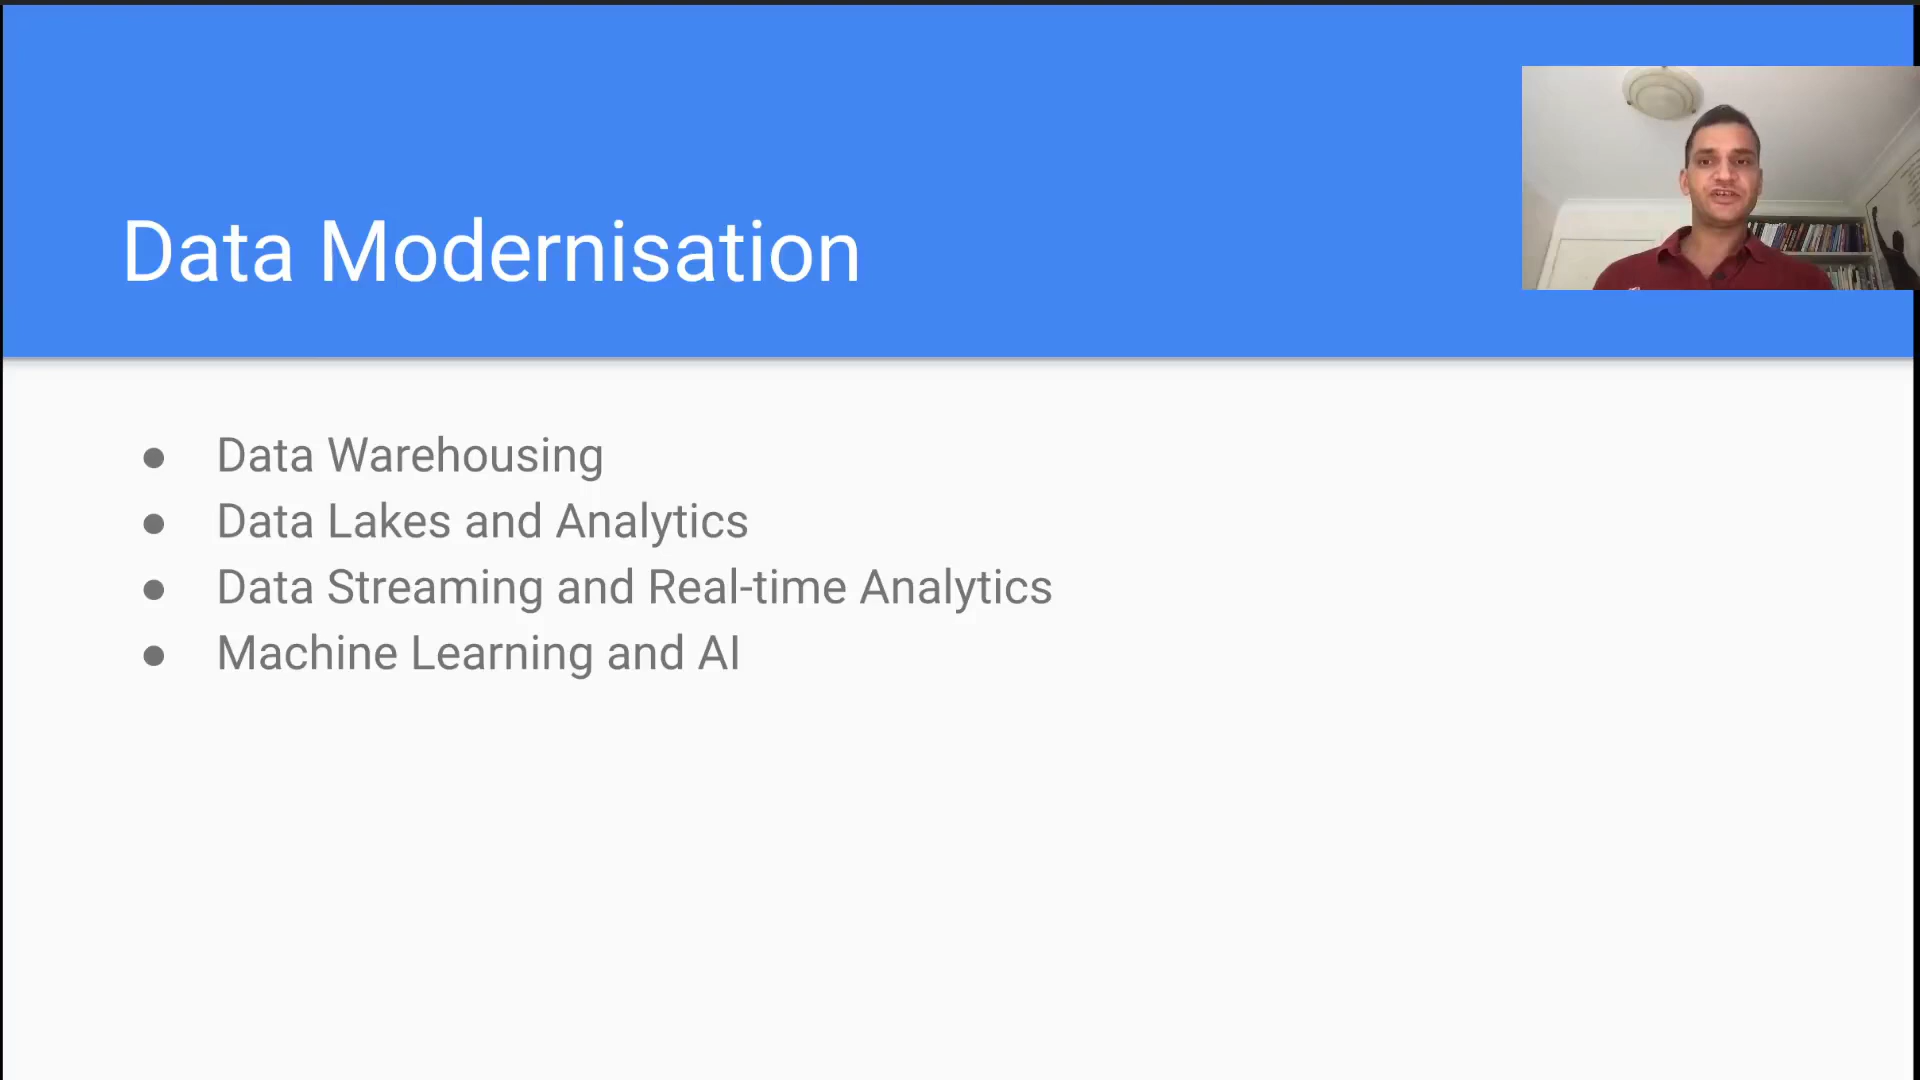 Data Modernisation
● Data Warehousing
● Data Lakes and Analytics
● Data Streaming and Real-time Analytics
● Machine Learning and AI